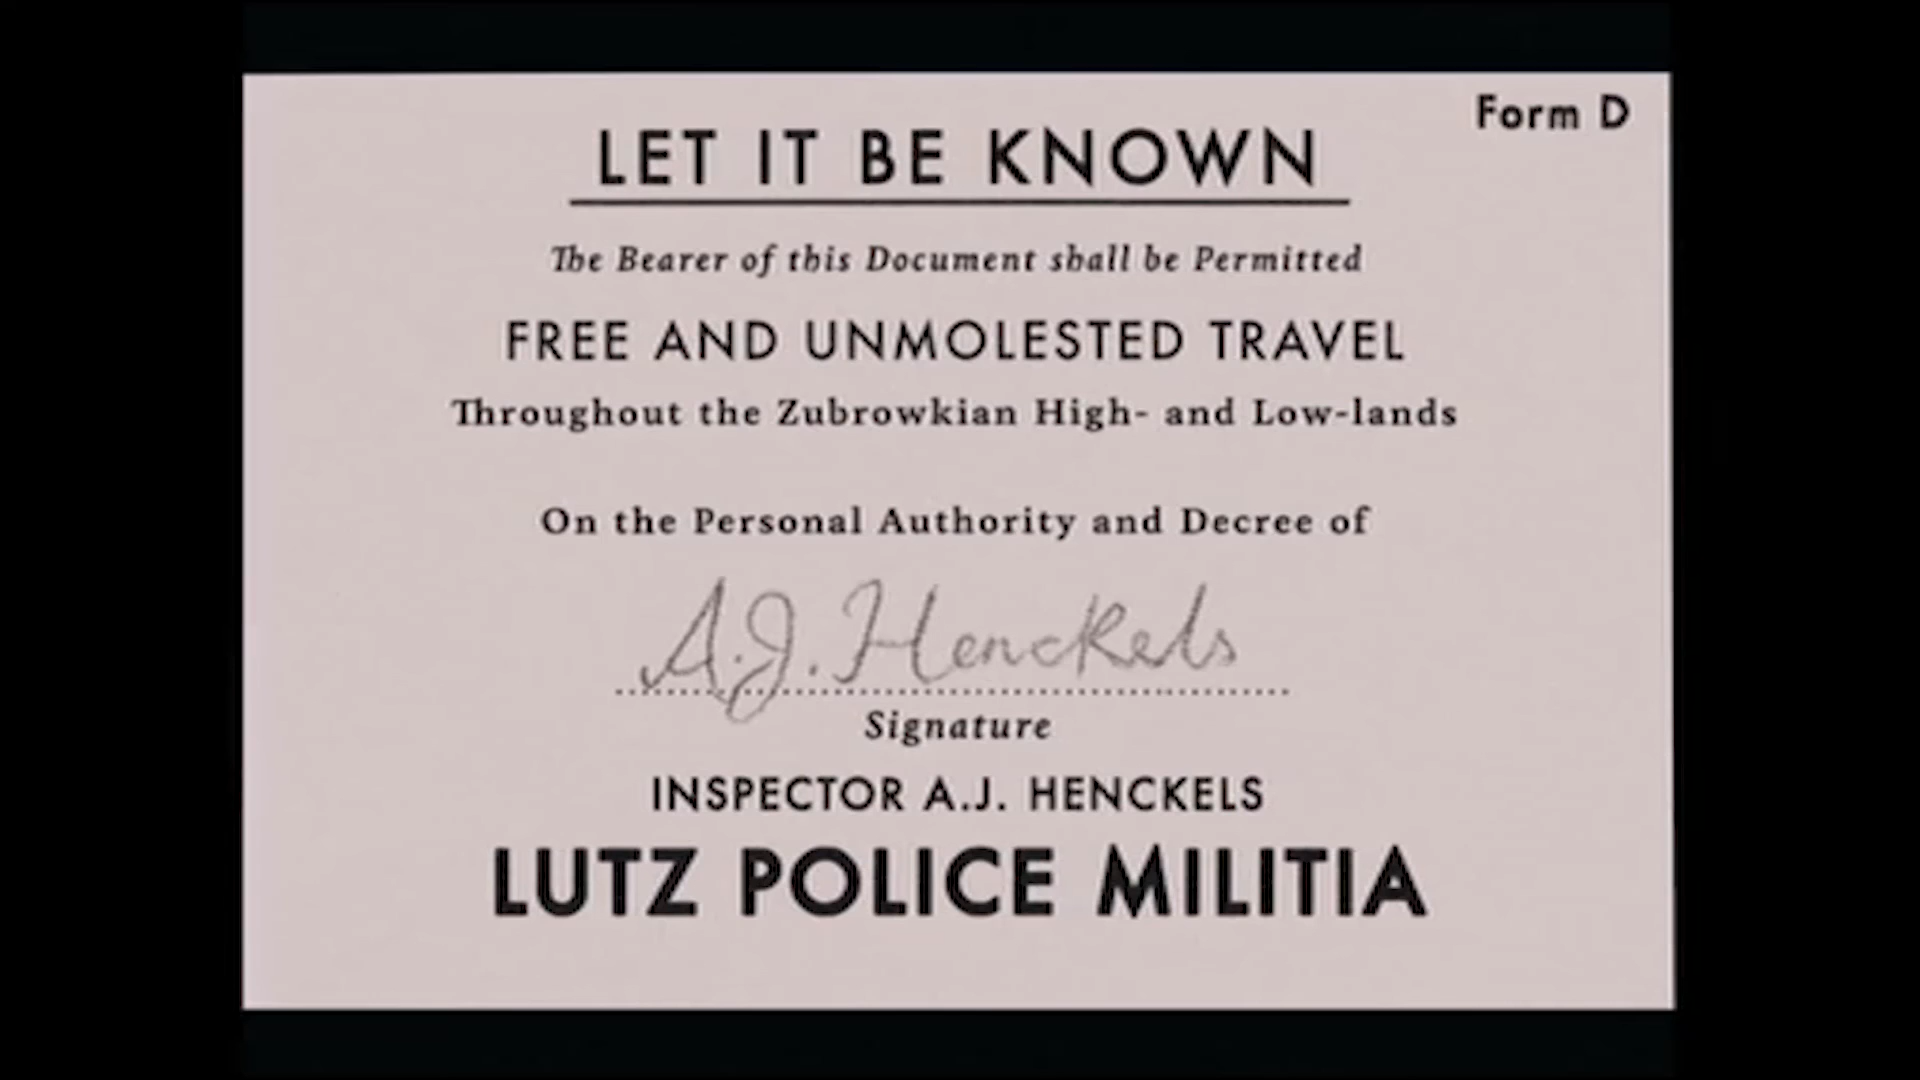 Form D
LET IT BE KNOWN
The Bearer of this Document shall be Permitted
FREE AND UNMOLESTED TRAVEL
Throughout the Zubrowkian High- and Low-lands
On the Personal Authority and Decree of
A.J. Henckels
Signature
INSPECTOR A.J. HENCKELS
LUTZ POLICE MILITIA